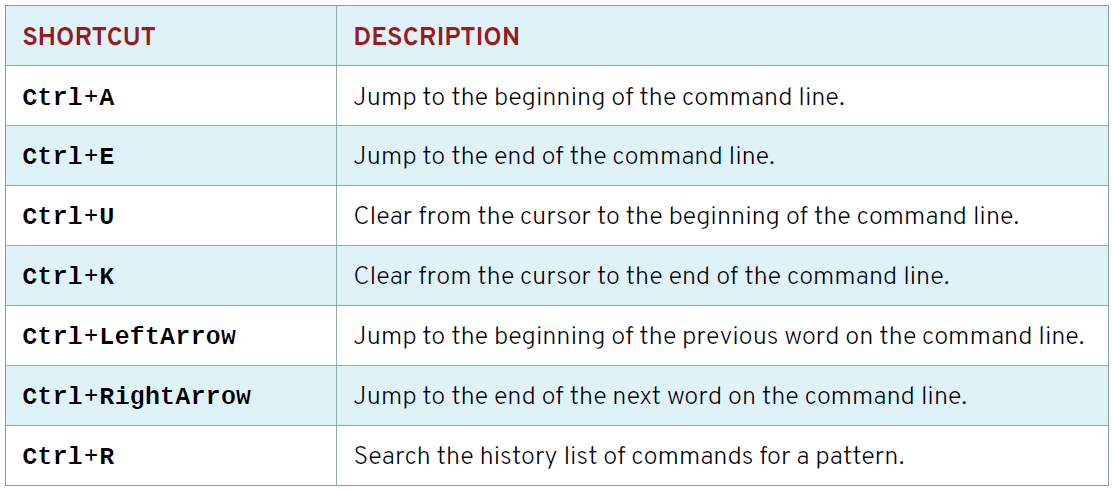 SHORTCUT DESCRIPTION
Ctrl+A Jump to the beginning of the command line.
Ctrl+E Jump to the end of the command line.
Ctrl+U Clear from the cursor to the beginning of the command line.
Ctrl+K Clear from the cursor to the end of the command line.
Ctrl+LeftArrow Jump to the beginning of the previous word on the command line.
Ctrl+RightArrow Jump to the end of the next word on the command line.
Ctrl+R Search the history list of commands for a pattern.